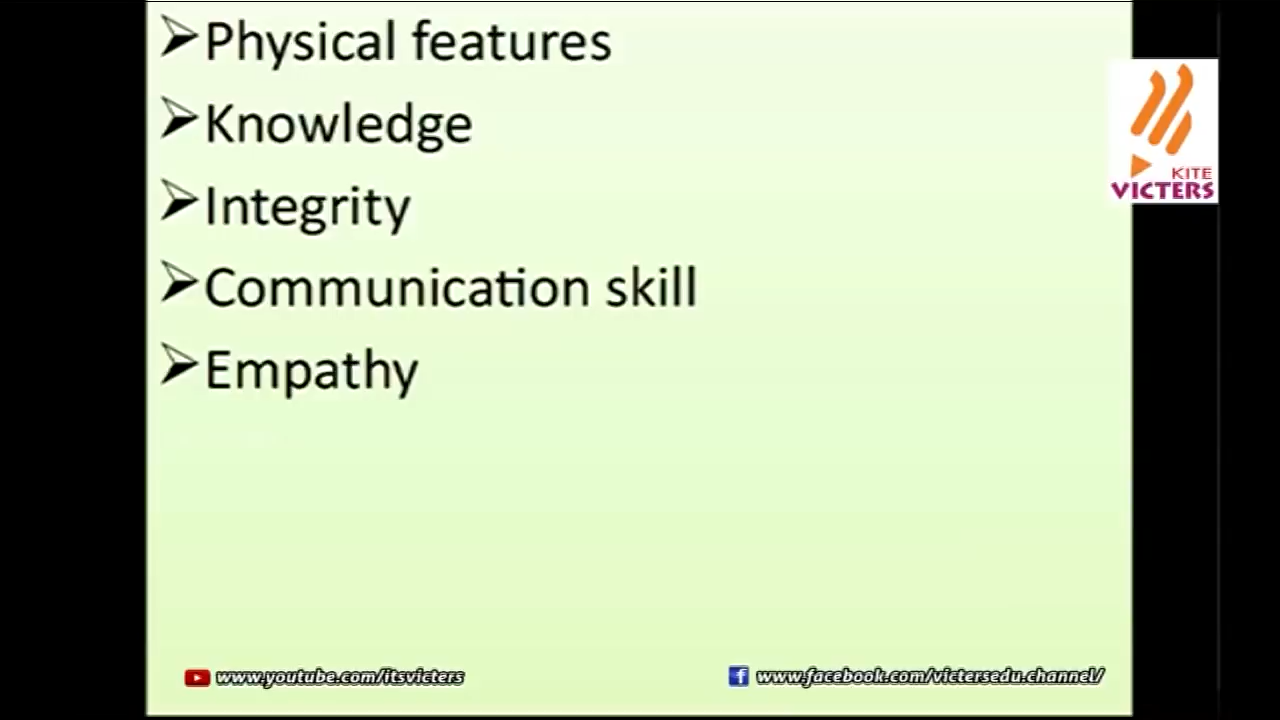 Physical features
Knowledge
Integrity
Communication skill
Empathy
KITE
VICTERS
www.youtube.com/itsvicters
www.facebook.com/victersedu.channel/